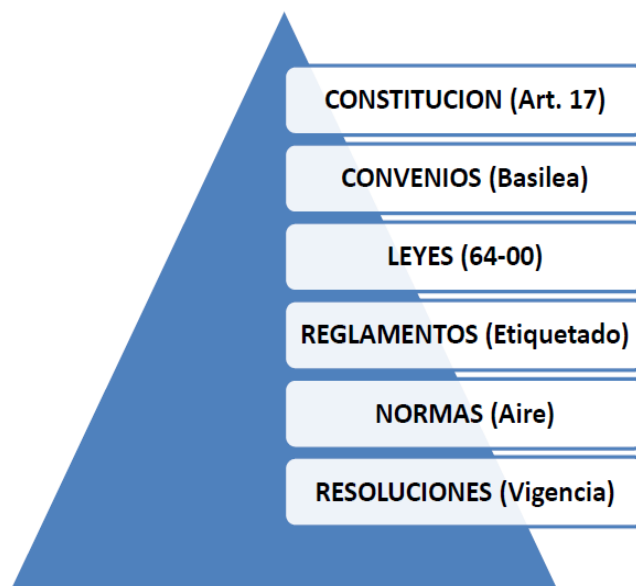 CONSTITUCION (Art. 17)
CONVENIOS (Basilea)
LEYES (64-00)
REGLAMENTOS (Etiquetado)
NORMAS (Aire)
RESOLUCIONES (Vigencia)